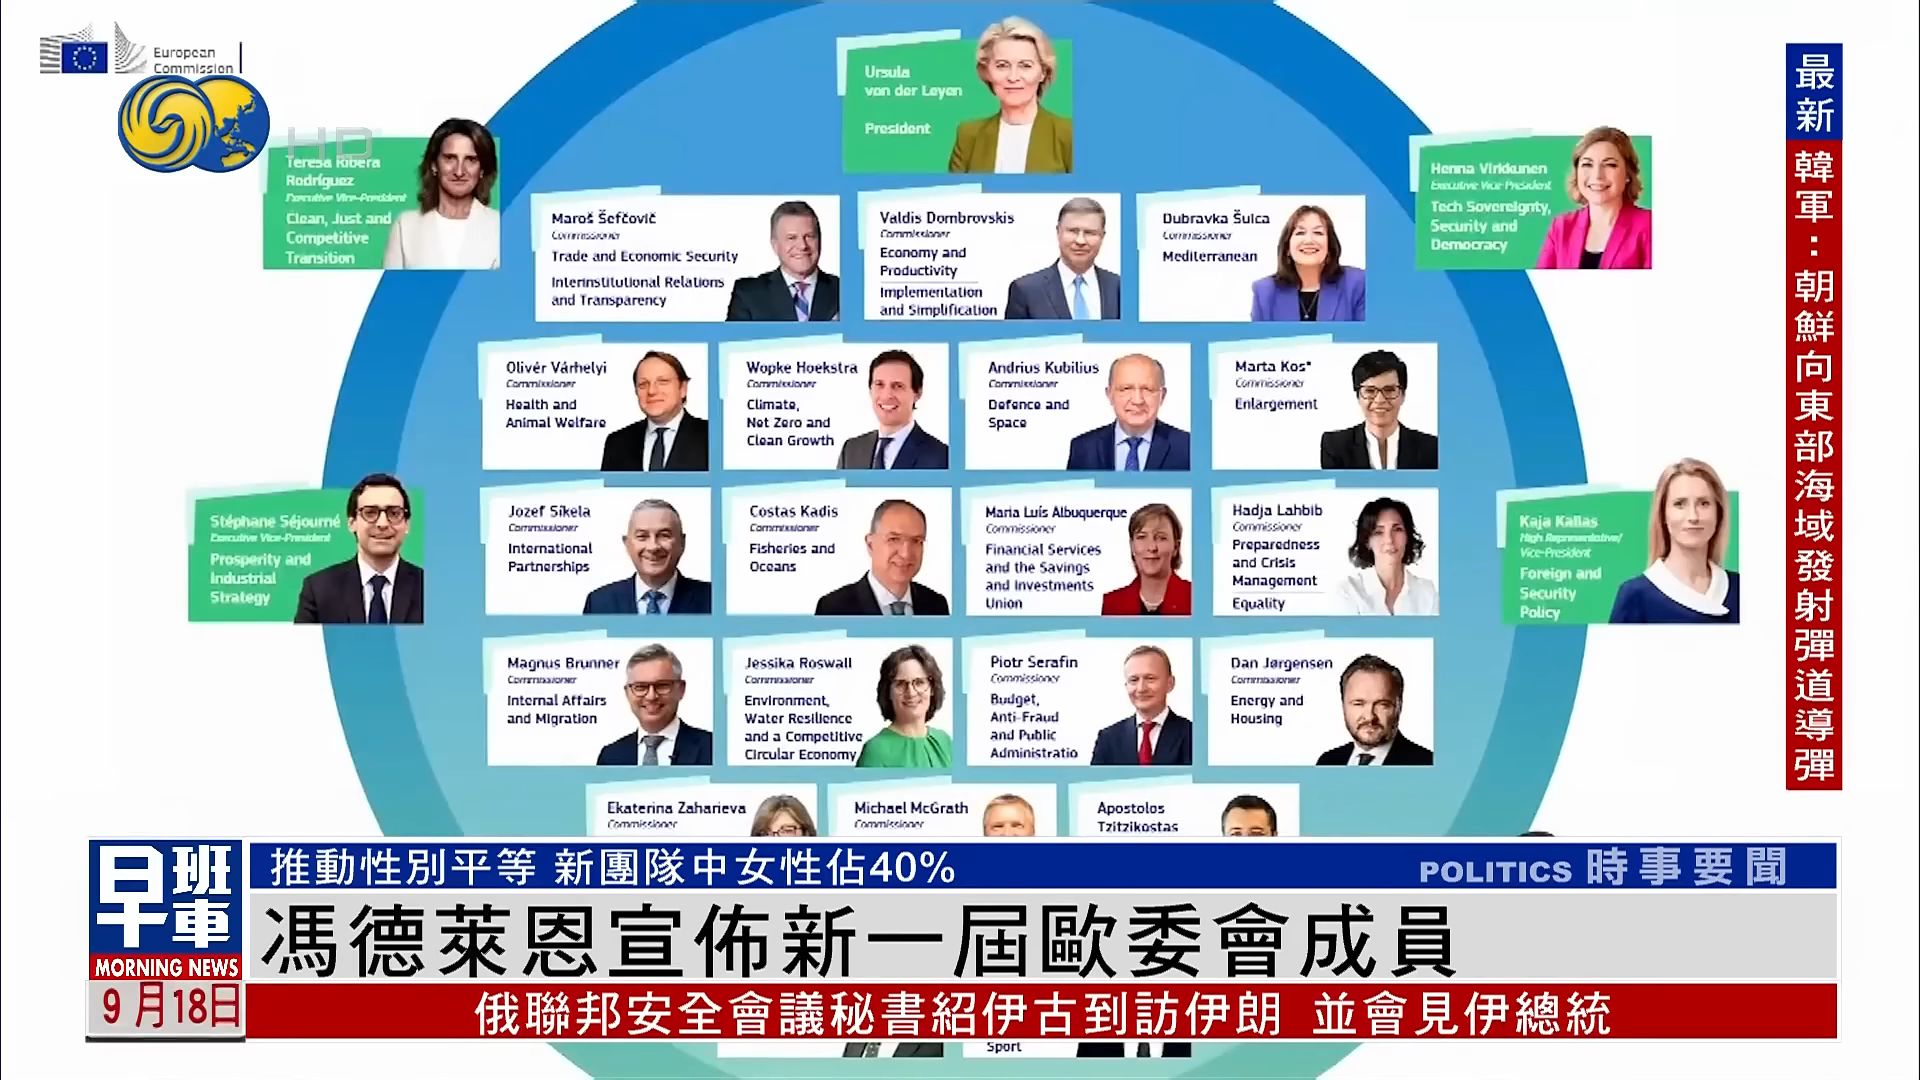 European
Commission
HD
Ursula
von der Leyen
President
Teresa Ribera
Rodríguez
Executive Vice-President
Clean, Just and
Competitive
Transition
Henna Virkkunen
Executive Vice President
Tech Sovereignty,
Security and
Democracy
Maroš Šefčovič
Commissioner
Trade and Economic Security
Interinstitutional Relations
and Transparency
Valdis Dombrovskis
Commissioner
Economy and
Productivity
Implementation
and Simplification
Dubravka Šuica
Commissioner
Mediterranean
Olivér Várhelyi
Commissioner
Health and
Animal Welfare
Wopke Hoekstra
Commissioner
Climate,
Net Zero and
Clean Growth
Andrius Kubilius
Commissioner
Defence and
Space
Marta Kos*
Commissioner
Enlargement
Stéphane Séjourné
Executive Vice-President
Prosperity and
Industrial
Strategy
Jozef Síkela
Commissioner
International
Partnerships
Costas Kadis
Commissioner
Fisheries and
Oceans
Maria Luís Albuquerque
Commissioner
Financial Services
and the Savings
and Investments
Union
Hadja Lahbib
Commissioner
Preparedness
and Crisis
Management
Equality
Kaja Kallas
High Representative/
Vice-President
Foreign and
Security
Policy
Magnus Brunner
Commissioner
Internal Affairs
and Migration
Jessika Roswall
Commissioner
Environment,
Water Resilience
and a Competitive
Circular Economy
Piotr Serafin
Commissioner
Budget,
Anti-Fraud
and Public
Administratio
Dan Jørgensen
Commissioner
Energy and
Housing
Ekaterina Zaharieva
Commissioner
Michael McGrath
Commissioner
Apostolos
Tzitzikostas
Sport
最新
韓軍：朝鮮向東部海域發射彈道導彈
早班車
MORNING NEWS
9月18日
推動性別平等 新團隊中女性佔40%
POLITICS 時事要聞
馮德萊恩宣佈新一屆歐委會成員
俄聯邦安全會議秘書紹伊古到訪伊朗 並會見伊總統